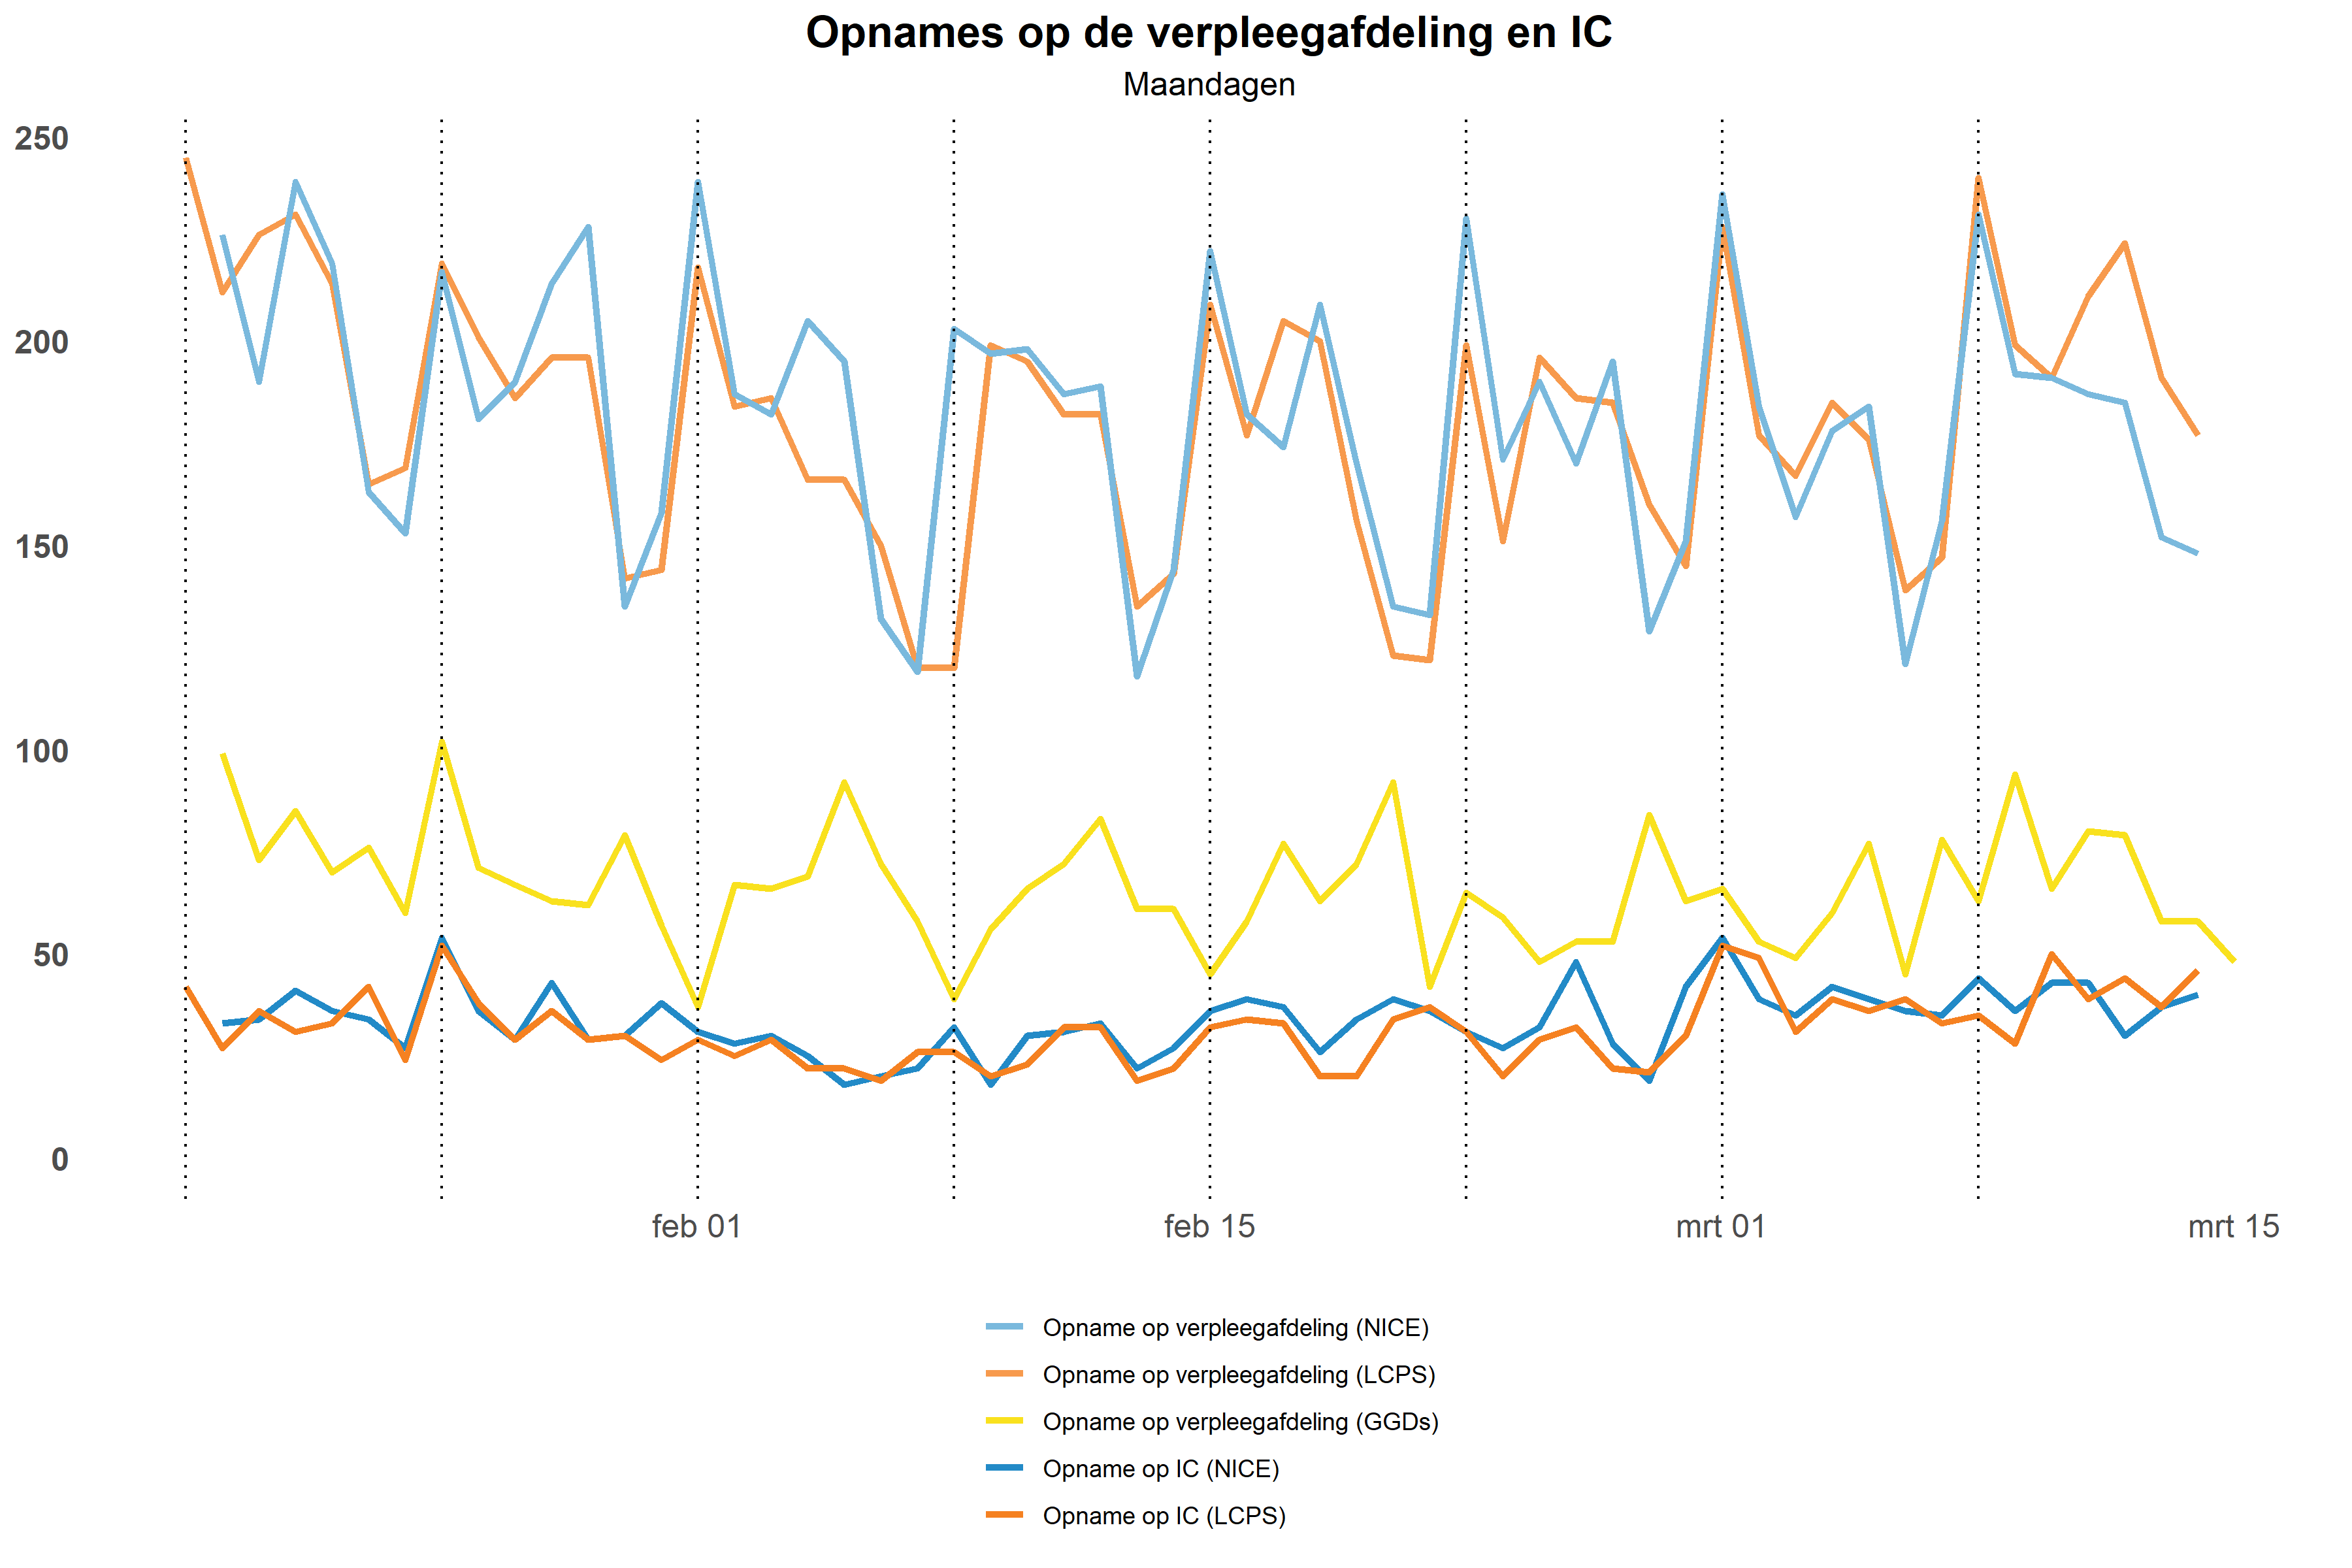 Opnames op de verpleegafdeling en IC
Maandagen
250
200
150
100
50
0
feb 01 feb 15 mrt 01 mrt 15
Opname op verpleegafdeling (NICE)
Opname op verpleegafdeling (LCPS)
Opname op verpleegafdeling (GGDs)
Opname op IC (NICE)
Opname op IC (LCPS)